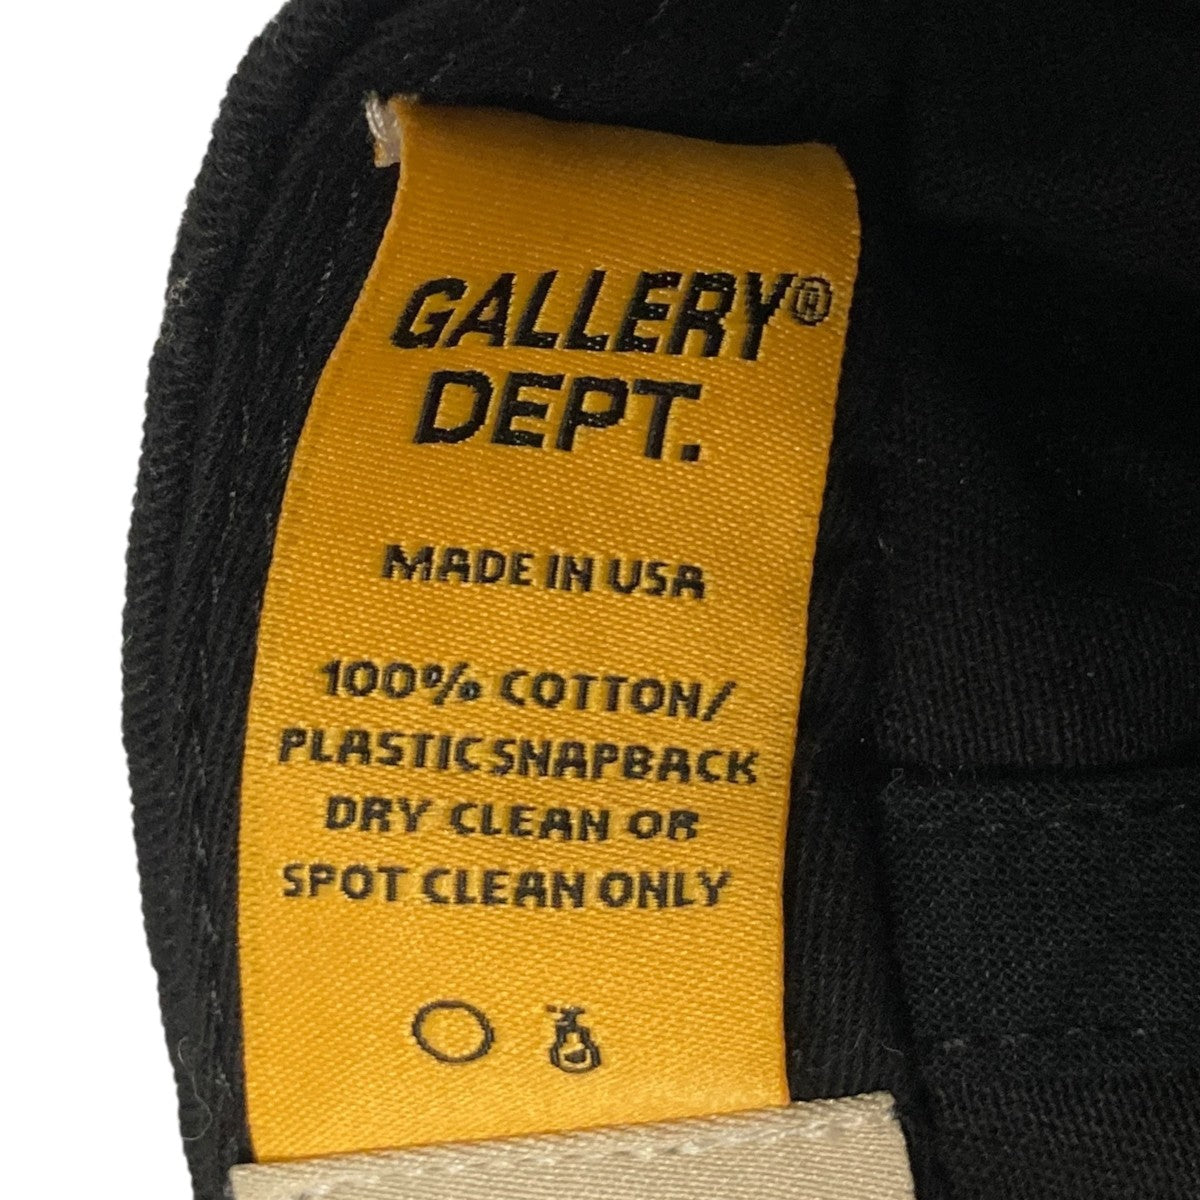 GALLERY®
DEPT.
MADE IN USA
100% COTTON/
PLASTIC SNAPBACK
DRY CLEAN OR
SPOT CLEAN ONLY